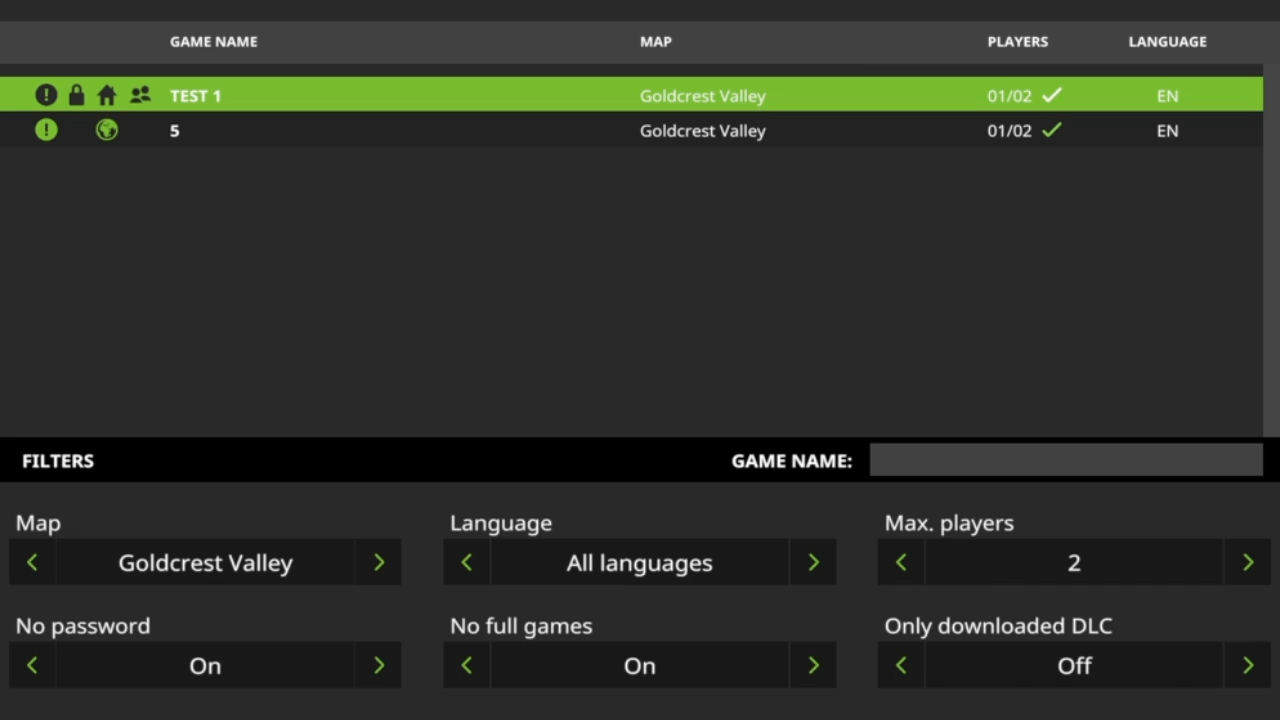 GAME NAME MAP PLAYERS LANGUAGE
TEST 1 Goldcrest Valley 01/02 EN
5 Goldcrest Valley 01/02 EN
FILTERS GAME NAME:
Map Language Max. players
Goldcrest Valley All languages 2
No password No full games Only downloaded DLC
On On Off